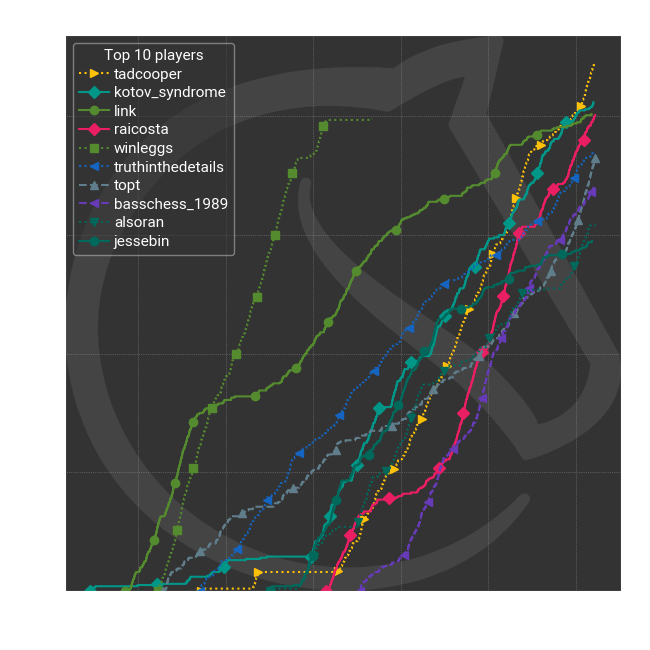 Top 10 players
tadcooper
kotov_syndrome
link
raicosta
winleggs
truthinthedetails
topt
basschess_1989
alsoran
jessebin